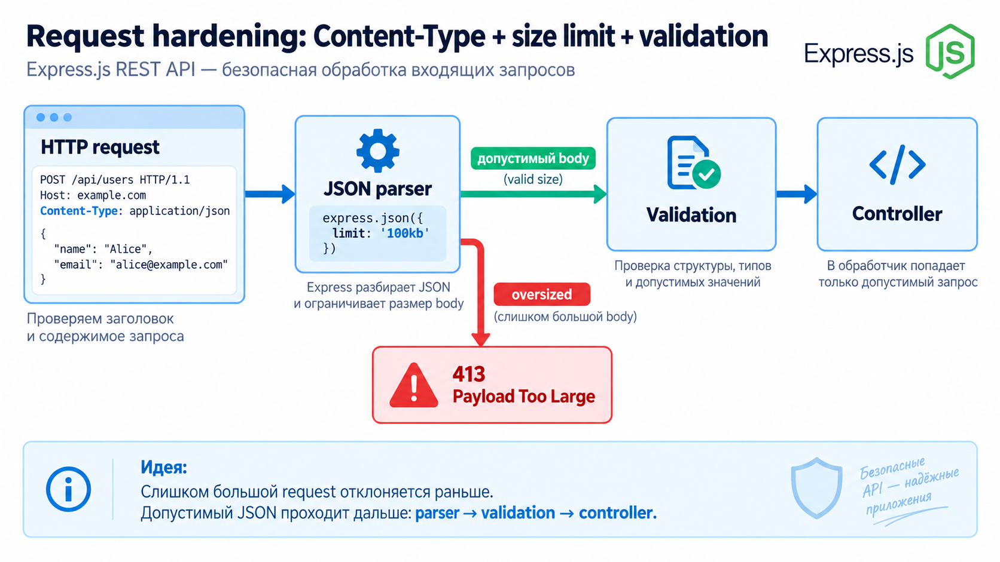 Request hardening: Content-Type + size limit + validation
Express.js REST API — безопасная обработка входящих запросов
Express.js
JS
HTTP request
POST /api/users HTTP/1.1
Host: example.com
Content-Type: application/json
{
"name": "Alice",
"email": "alice@example.com"
}
Проверяем заголовок
и содержимое запроса
JSON parser
express.json({
limit: '100kb'
})
Express разбирает JSON
и ограничивает размер body
допустимый body
(valid size)
oversized
(слишком большой body)
413
Payload Too Large
Validation
Проверка структуры, типов
и допустимых значений
Controller
В обработчик попадает
только допустимый запрос
Идея:
Слишком большой request отклоняется раньше.
Допустимый JSON проходит дальше: parser → validation → controller.
Безопасные
API — надёжные
приложения